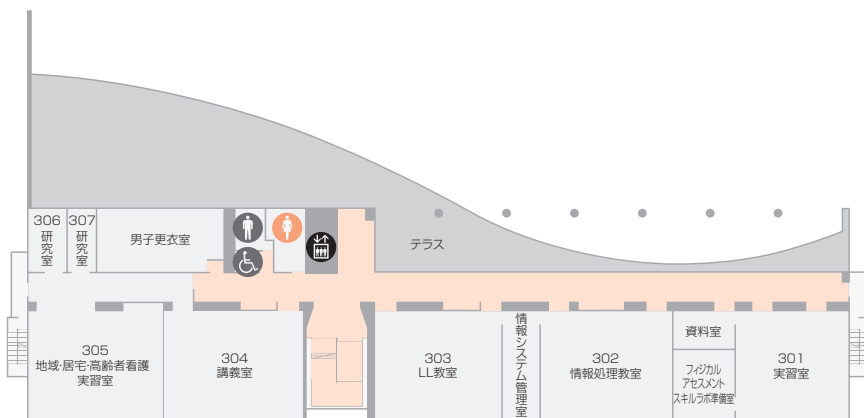 306
研究室
307
研究室
男子更衣室
テラス
305
地域·居宅·高齢者看護
実習室
304
講義室
303
LL教室
情報システム管理室
302
情報処理教室
資料室
フィジカル
アセスメント
スキルラボ準備室
301
実習室